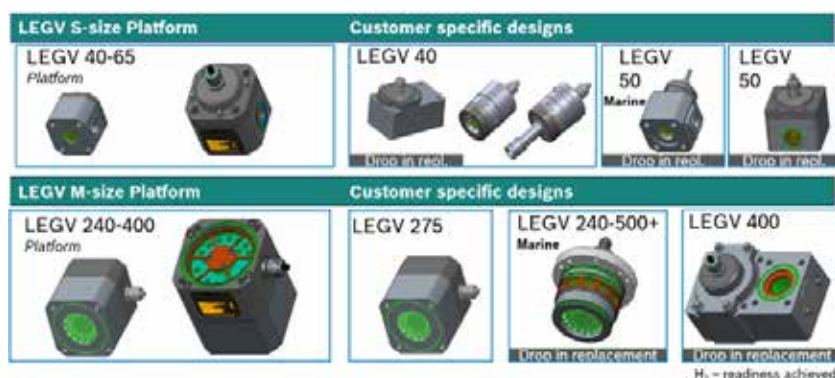 LEGV S-size Platform
Customer specific designs
LEGV 40-65
Platform
LEGV 40
Drop in repl.
LEGV
50
Marine
Drop in repl.
LEGV
50
Drop in repl.
LEGV M-size Platform
Customer specific designs
LEGV 240-400
Platform
LEGV 275
LEGV 240-500+
Marine
Drop in replacement
LEGV 400
Drop in replacement
H₂ – readiness achieved